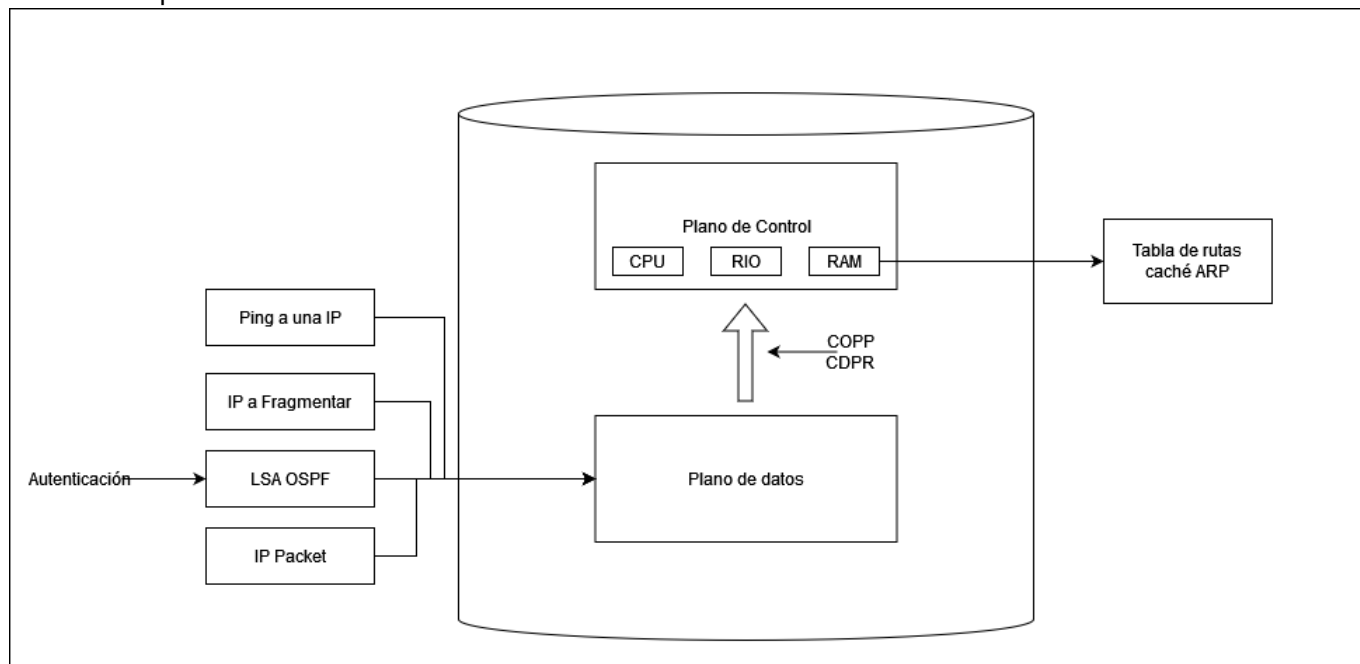 Plano de Control
CPU
RIO
RAM
Tabla de rutas
caché ARP
Ping a una IP
COPP
CDPR
IP a Fragmentar
Autenticación
LSA OSPF
Plano de datos
IP Packet